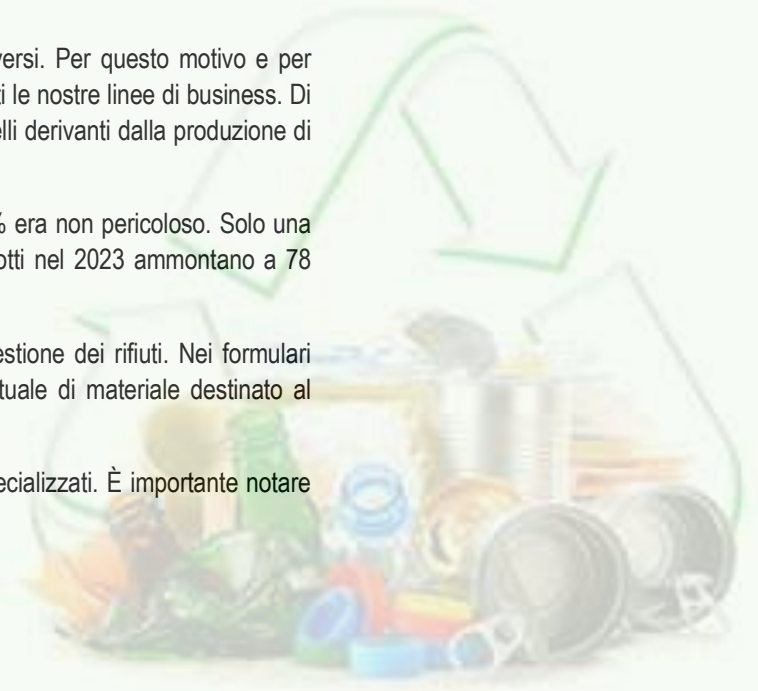 versi. Per questo motivo e per
ti le nostre linee di business. Di
elli derivanti dalla produzione di
% era non pericoloso. Solo una
otti nel 2023 ammontano a 78
estione dei rifiuti. Nei formulari
tuale di materiale destinato al
ecializzati. È importante notare